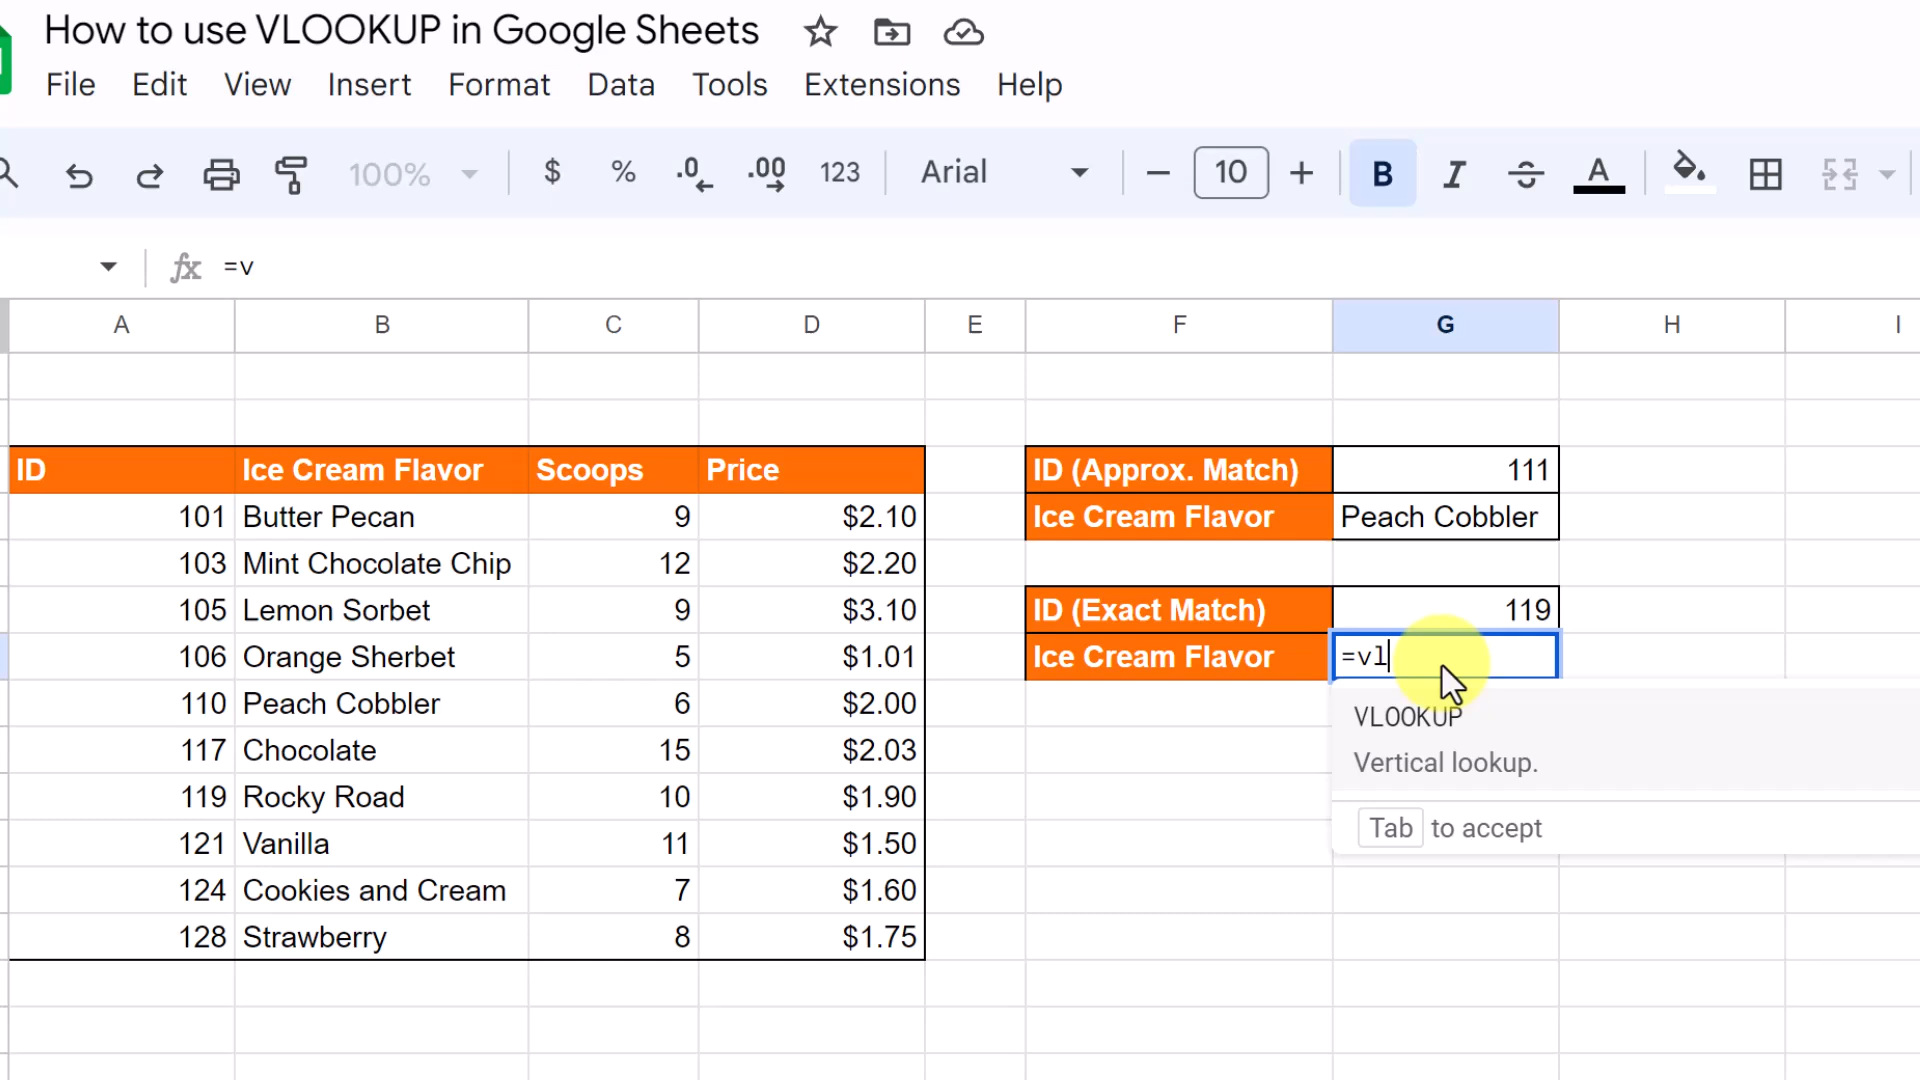 How to use VLOOKUP in Google Sheets
File Edit View Insert Format Data Tools Extensions Help
100% $ % .0 .00 123 Arial 10 B I A
fx =v
A B C D E F G H I
ID Ice Cream Flavor Scoops Price ID (Approx. Match) 111
101 Butter Pecan 9 $2.10 Ice Cream Flavor Peach Cobbler
103 Mint Chocolate Chip 12 $2.20
105 Lemon Sorbet 9 $3.10 ID (Exact Match) 119
106 Orange Sherbet 5 $1.01 Ice Cream Flavor =vl
110 Peach Cobbler 6 $2.00 VLOOKUP
117 Chocolate 15 $2.03 Vertical lookup.
119 Rocky Road 10 $1.90
121 Vanilla 11 $1.50 Tab to accept
124 Cookies and Cream 7 $1.60
128 Strawberry 8 $1.75